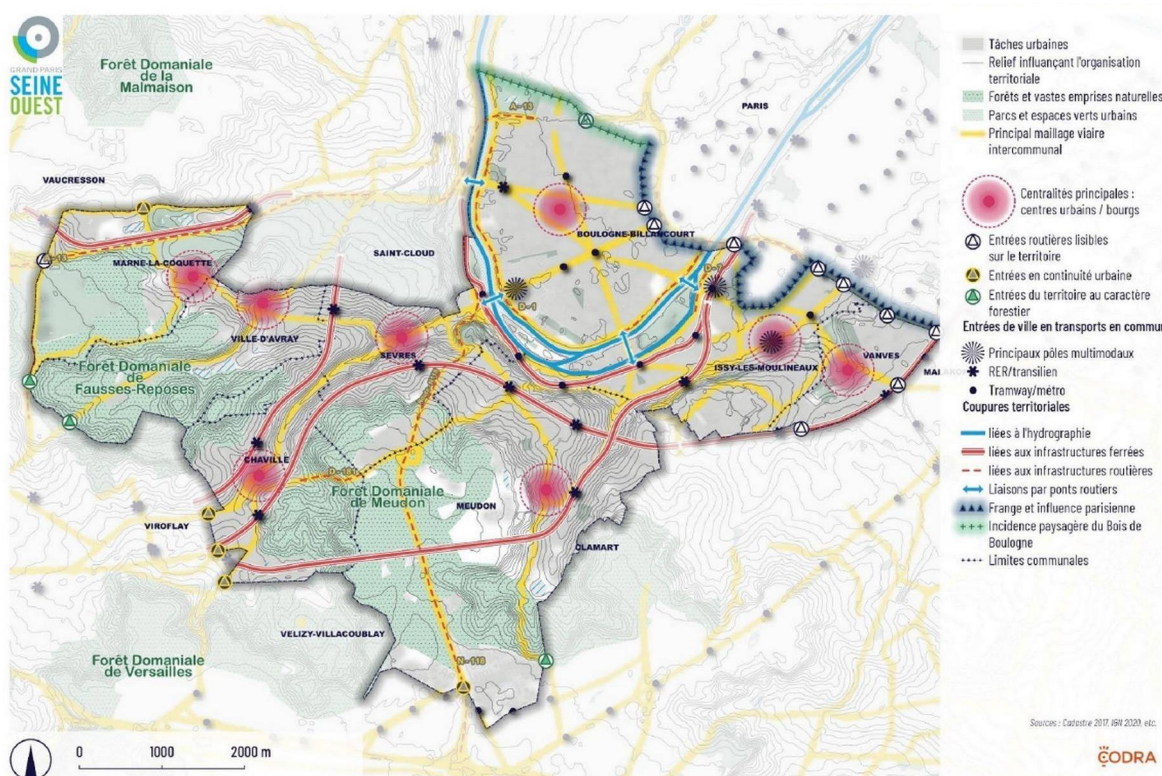 GRAND PARIS
SEINE
OUEST
Forêt Domaniale
de la
Malmaison
PARIS
VAUCRESSON
A-13
SAINT-CLOUD
BOULOGNE-BILLANCOURT
MARNE-LA-COQUETTE
D-7
D-1
VILLE-D'AVRAY
SEVRES
ISSY-LES-MOULINEAUX
VANVES
Forêt Domaniale
de
Fausses-Reposes
CHAVILLE
Forêt Domaniale
de Meudon
MEUDON
VIROFLAY
CLAMART
VELIZY-VILLACOUBLAY
Forêt Domaniale
de Versailles
N-118
0 1000 2000 m
Tâches urbaines
Relief influançant l'organisation
territoriale
Forêts et vastes emprises naturelles
Parcs et espaces verts urbains
Principal maillage viaire
intercommunal
Centralités principales :
centres urbains / bourgs
Entrées routières lisibles
sur le territoire
Entrées en continuité urbaine
Entrées du territoire au caractère
forestier
Entrées de ville en transports en commu
Principaux pôles multimodaux
RER/transilien
Tramway/métro
Coupures territoriales
liées à l'hydrographie
liées aux infrastructures ferrées
liées aux infrastructures routières
Liaisons par ponts routiers
Frange et influence parisienne
Incidence paysagère du Bois de
Boulogne
Limites communales
Sources : Cadastre 2017, IGN 2020, etc.
CODRA